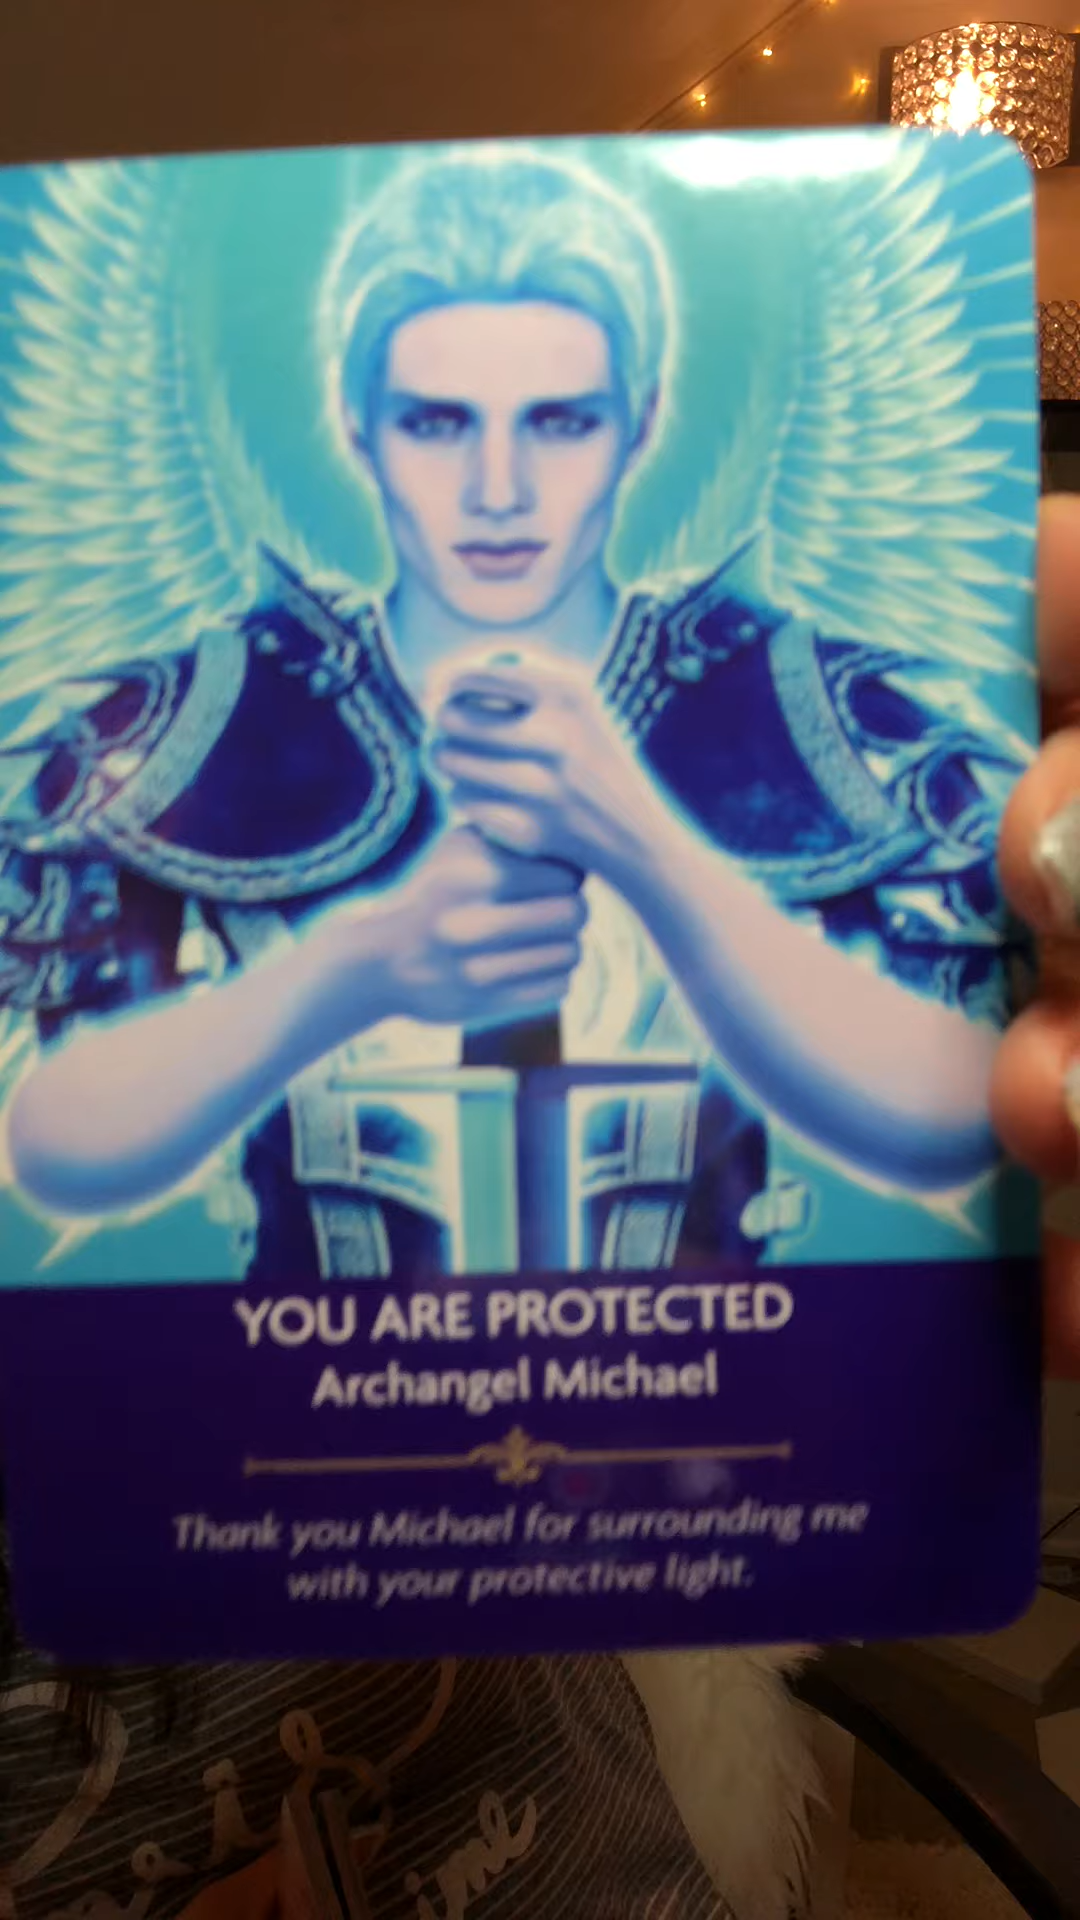 YOU ARE PROTECTED
Archangel Michael
Thank you Michael for surrounding me
with your protective light.